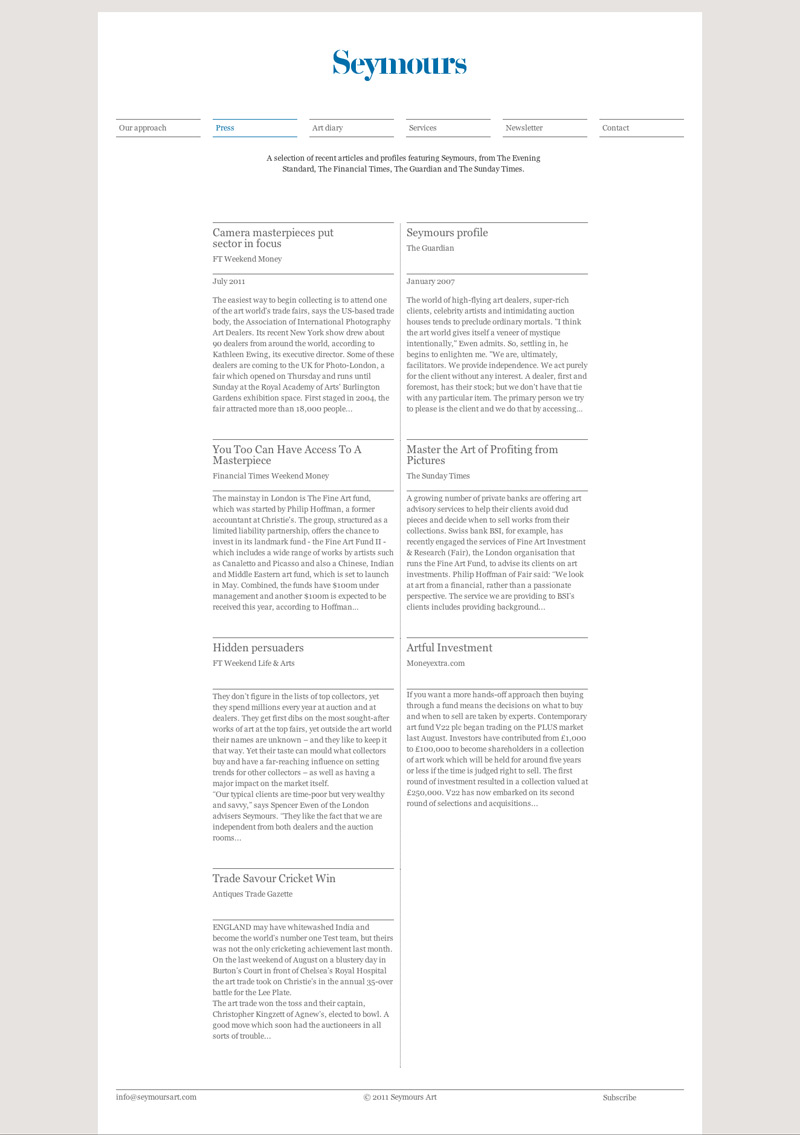 Seymours
Our approach
Press
Art diary
Services
Newsletter
Contact
A selection of recent articles and profiles featuring Seymours, from The Evening
Standard, The Financial Times, The Guardian and The Sunday Times.
Camera masterpieces put
sector in focus
FT Weekend Money
July 2011
The easiest way to begin collecting is to attend one
of the art world's trade fairs, says the US-based trade
body, the Association of International Photography
Art Dealers. Its recent New York show drew about
90 dealers from around the world, according to
Kathleen Ewing, its executive director. Some of these
dealers are coming to the UK for Photo-London, a
fair which opened on Thursday and runs until
Sunday at the Royal Academy of Arts' Burlington
Gardens exhibition space. First staged in 2004, the
fair attracted more than 18,000 people...
Seymours profile
The Guardian
January 2007
The world of high-flying art dealers, super-rich
clients, celebrity artists and intimidating auction
houses tends to preclude ordinary mortals. "I think
the art world gives itself a veneer of mystique
intentionally," Ewen admits. So, settling in, he
begins to enlighten me. "We are, ultimately,
facilitators. We provide independence. We act purely
for the client without any interest. A dealer, first and
foremost, has their stock; but we don't have that tie
with any particular item. The primary person we try
to please is the client and we do that by accessing...
You Too Can Have Access To A
Masterpiece
Financial Times Weekend Money
The mainstay in London is The Fine Art fund,
which was started by Philip Hoffman, a former
accountant at Christie's. The group, structured as a
limited liability partnership, offers the chance to
invest in its landmark fund - the Fine Art Fund II -
which includes a wide range of works by artists such
as Canaletto and Picasso and also a Chinese, Indian
and Middle Eastern art fund, which is set to launch
in May. Combined, the funds have $100m under
management and another $100m is expected to be
received this year, according to Hoffman...
Master the Art of Profiting from
Pictures
The Sunday Times
A growing number of private banks are offering art
advisory services to help their clients avoid dud
pieces and decide when to sell works from their
collections. Swiss bank BSI, for example, has
recently engaged the services of Fine Art Investment
& Research (Fair), the London organisation that
runs the Fine Art Fund, to advise its clients on art
investments. Philip Hoffman of Fair said: "We look
at art from a financial, rather than a passionate
perspective. The service we are providing to BSI's
clients includes providing background...
Hidden persuaders
FT Weekend Life & Arts
They don't figure in the lists of top collectors, yet
they spend millions every year at auction and at
dealers. They get first dibs on the most sought-after
works of art at the top fairs, yet outside the art world
their names are unknown – and they like to keep it
that way. Yet their taste can mould what collectors
buy and have a far-reaching influence on setting
trends for other collectors – as well as having a
major impact on the market itself.
"Our typical clients are time-poor but very wealthy
and savvy," says Spencer Ewen of the London
advisers Seymours. "They like the fact that we are
independent from both dealers and the auction
rooms...
Artful Investment
Moneyextra.com
If you want a more hands-off approach then buying
through a fund means the decisions on what to buy
and when to sell are taken by experts. Contemporary
art fund V22 plc began trading on the PLUS market
last August. Investors have contributed from £1,000
to £100,000 to become shareholders in a collection
of art work which will be held for around five years
or less if the time is judged right to sell. The first
round of investment resulted in a collection valued at
£250,000. V22 has now embarked on its second
round of selections and acquisitions...
Trade Savour Cricket Win
Antiques Trade Gazette
ENGLAND may have whitewashed India and
become the world's number one Test team, but theirs
was not the only cricketing achievement last month.
On the last weekend of August on a blustery day in
Burton's Court in front of Chelsea's Royal Hospital
the art trade took on Christie's in the annual 35-over
battle for the Lee Plate.
The art trade won the toss and their captain,
Christopher Kingzett of Agnew's, elected to bowl. A
good move which soon had the auctioneers in all
sorts of trouble...
info@seymoursart.com
© 2011 Seymours Art
Subscribe